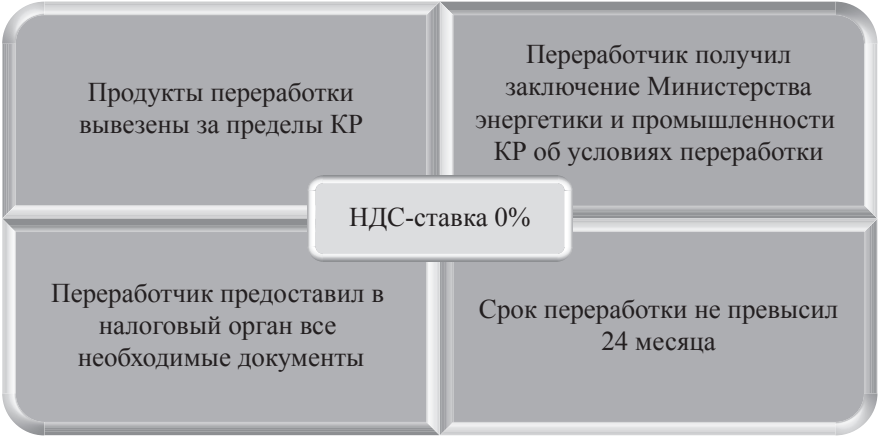 Продукты переработки
вывезены за пределы КР
Переработчик получил
заключение Министерства
энергетики и промышленности
КР об условиях переработки
НДС-ставка 0%
Переработчик предоставил в
налоговый орган все
необходимые документы
Срок переработки не превысил
24 месяца